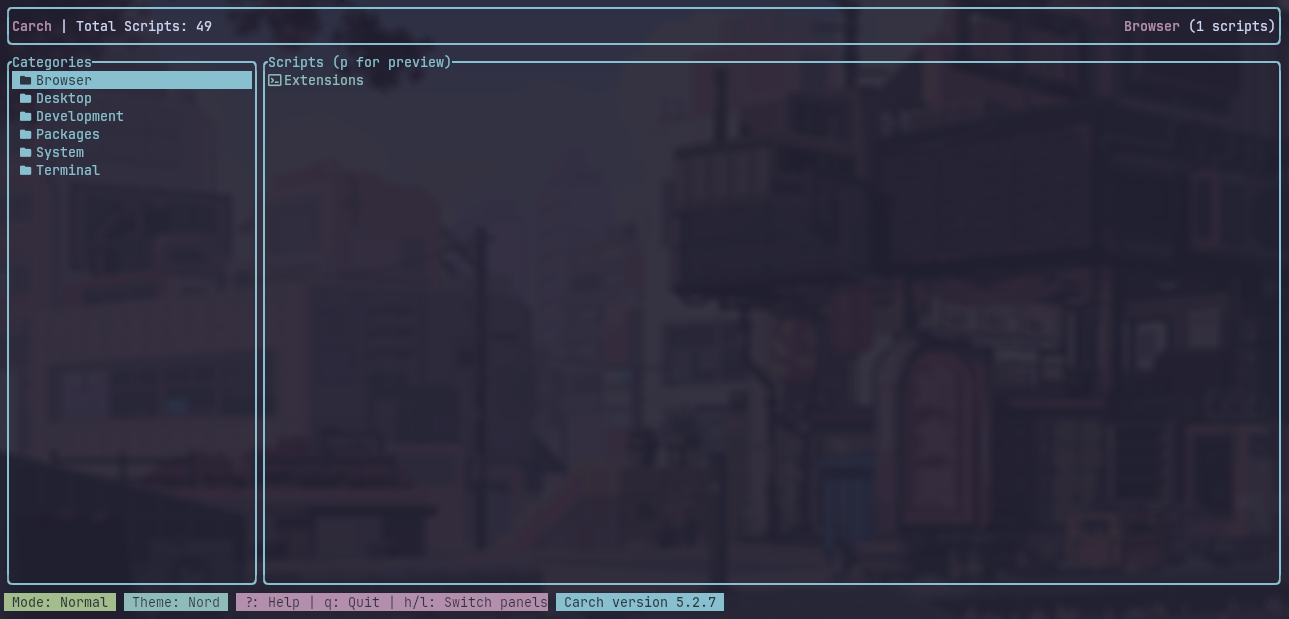 Carch | Total Scripts: 49
Browser (1 scripts)
Categories
Browser
Desktop
Development
Packages
System
Terminal
Scripts (p for preview)
Extensions
Mode: Normal
Theme: Nord
?: Help | q: Quit | h/l: Switch panels
Carch version 5.2.7